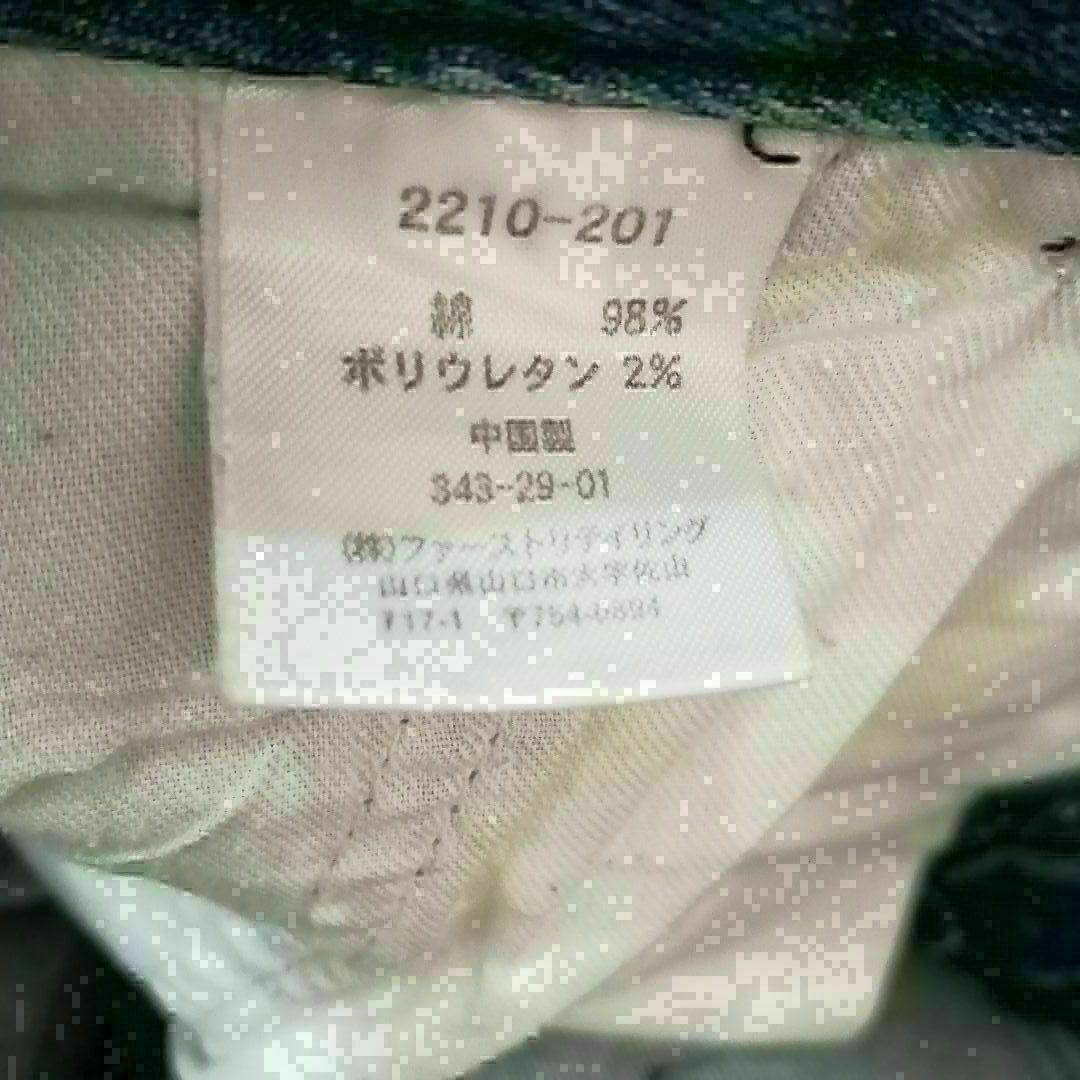 2210-201
綿 98%
ポリウレタン 2%
中国製
343-29-01
(株)ファーストリテイリング
山口県山口市大字佐山
717-1 〒754-0894